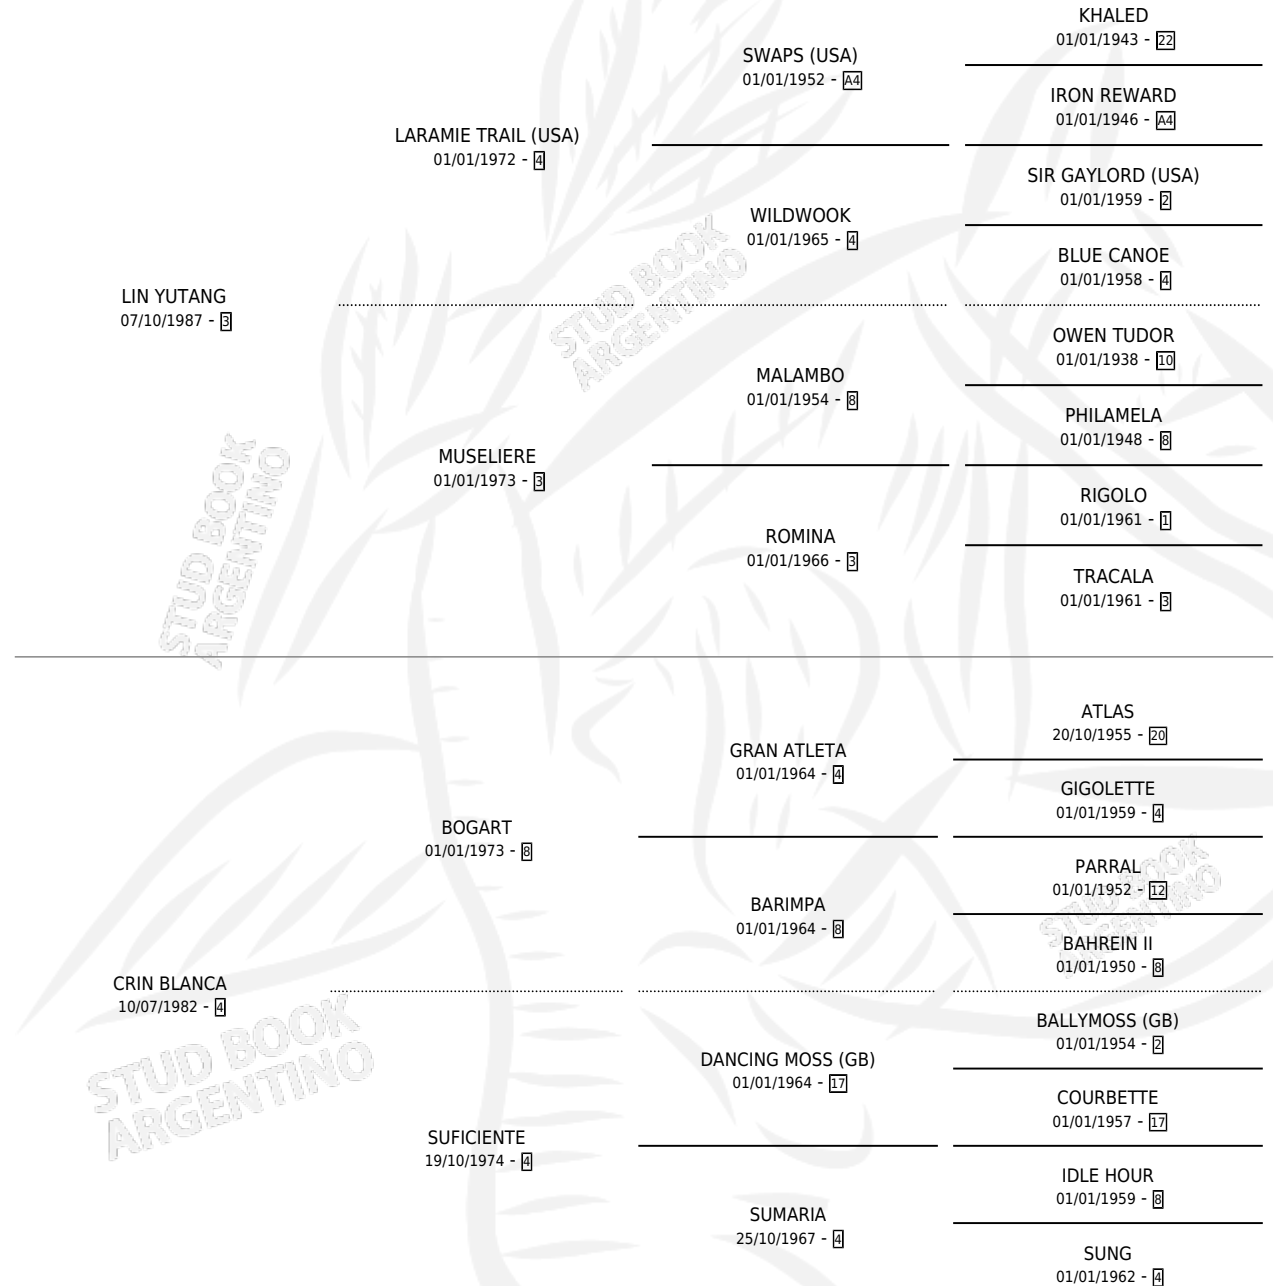 KHALED
01/01/1943 - 22
SWAPS (USA)
01/01/1952 - A4
IRON REWARD
01/01/1946 - A4
LARAMIE TRAIL (USA)
01/01/1972 - 4
SIR GAYLORD (USA)
01/01/1959 - 2
WILDWOOK
01/01/1965 - 4
BLUE CANOE
01/01/1958 - 4
LIN YUTANG
07/10/1987 - 3
STUD BOOK
ARGENTINO
OWEN TUDOR
01/01/1938 - 10
MALAMBO
01/01/1954 - 8
PHILAMELA
01/01/1948 - 8
MUSELIERE
01/01/1973 - 3
RIGOLO
01/01/1961 - 1
ROMINA
01/01/1966 - 3
TRACALA
01/01/1961 - 3
STUD BOOK
ARGENTINO
ATLAS
20/10/1955 - 20
GRAN ATLETA
01/01/1964 - 4
GIGOLETTE
01/01/1959 - 4
BOGART
01/01/1973 - 8
PARRAL
01/01/1952 - 12
BARIMPA
01/01/1964 - 8
STUD BOOK
ARGENTINO
BAHREIN II
01/01/1950 - 8
CRIN BLANCA
10/07/1982 - 4
BALLYMOSS (GB)
01/01/1954 - 2
DANCING MOSS (GB)
01/01/1964 - 17
COURBETTE
01/01/1957 - 17
STUD BOOK
ARGENTINO
SUFICIENTE
19/10/1974 - 4
IDLE HOUR
01/01/1959 - 8
SUMARIA
25/10/1967 - 4
SUNG
01/01/1962 - 4